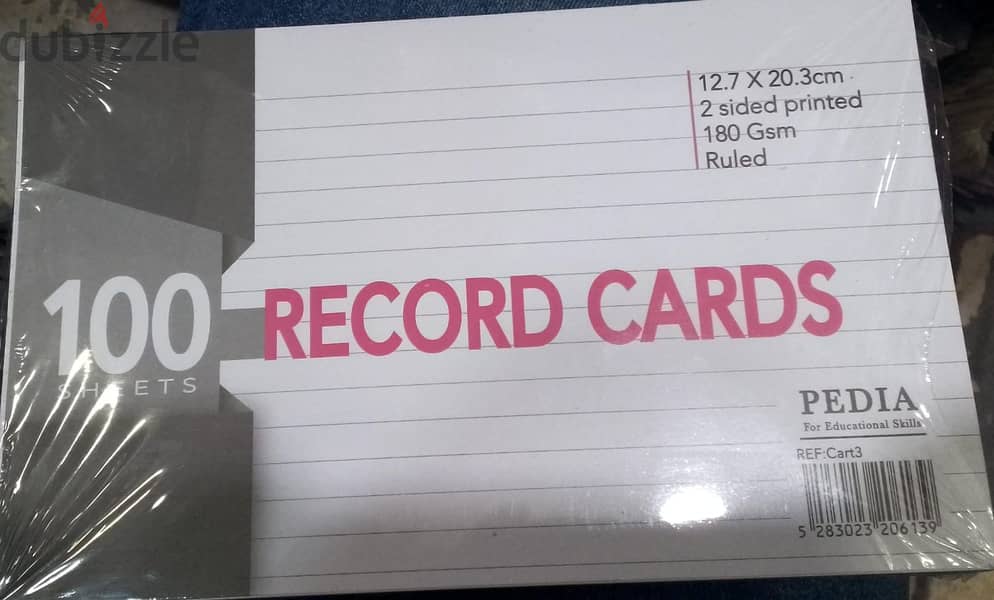 dubizzle
12.7 X 20.3cm
2 sided printed
180 Gsm
Ruled
100
SHEETS
RECORD CARDS
PEDIA
For Educational Skills
REF:Cart3
5 283023 206139